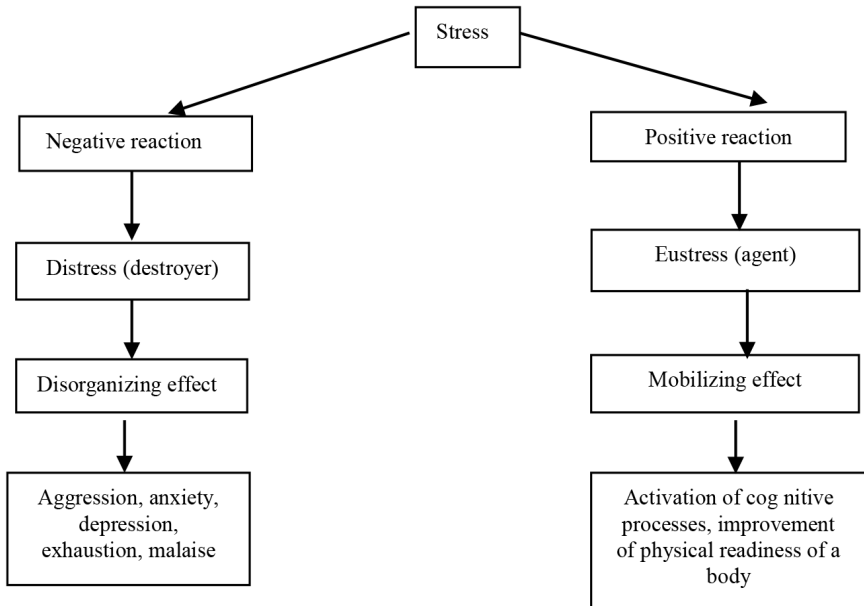 Stress
Negative reaction
Positive reaction
Distress (destroyer)
Eustress (agent)
Disorganizing effect
Mobilizing effect
Aggression, anxiety,
depression,
exhaustion, malaise
Activation of cog nitive
processes, improvement
of physical readiness of a
body